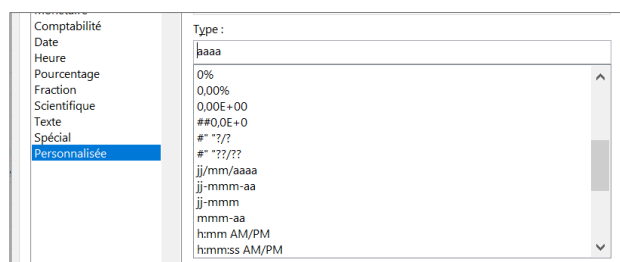 Comptabilité
Date
Heure
Pourcentage
Fraction
Scientifique
Texte
Spécial
Personnalisée
Type :
aaaa
0%
0,00%
0,00E+00
##0,0E+0
#" "?/?
#" "??/??
jj/mm/aaaa
jj-mmm-aa
jj-mmm
mmm-aa
h:mm AM/PM
h:mm:ss AM/PM